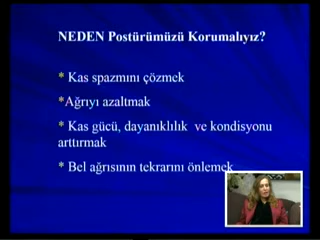 NEDEN Postürümüzü Korumalıyız?
* Kas spazmını çözmek
*Ağrıyı azaltmak
* Kas gücü, dayanıklılık ve kondisyonu
arttırmak
* Bel ağrısının tekrarını önlemek